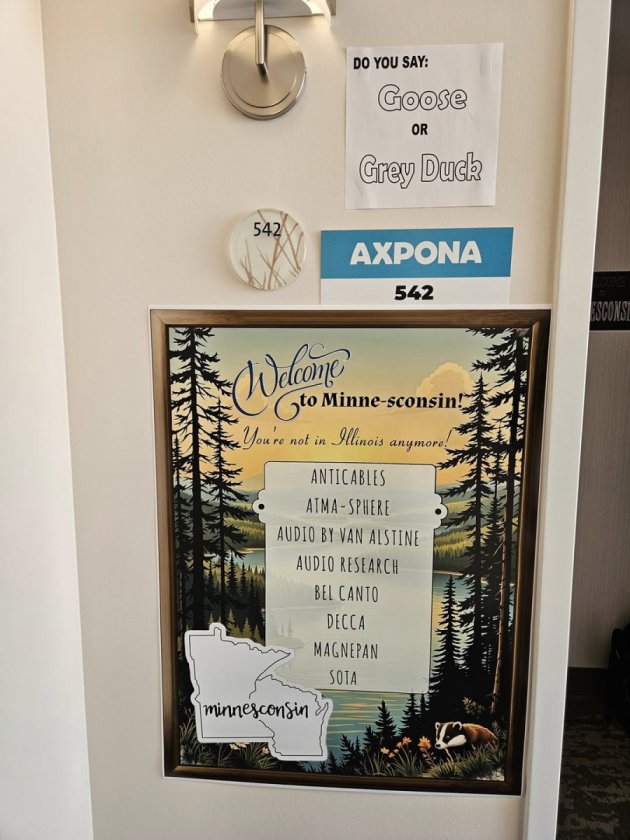 DO YOU SAY:
Goose
OR
Grey Duck
542
AXPONA
542
Welcome
to Minne-sconsin!
You're not in Illinois anymore!
ANTICABLES
ATMA-SPHERE
AUDIO BY VAN ALSTINE
AUDIO RESEARCH
BEL CANTO
DECCA
MAGNEPAN
SOTA
minnesconsin